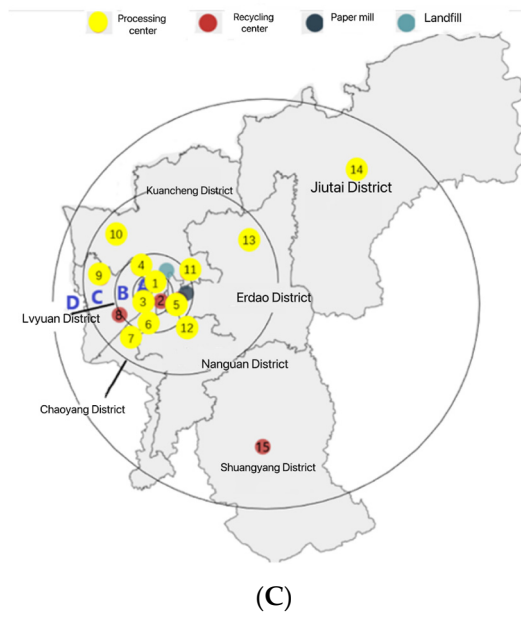 Processing
center
Recycling
center
Paper mill
Landfill
14
Kuancheng District
Jiutai District
10
13
4
11
9
1
D
C
B
3
2
5
Erdao District
Lvyuan District
8
6
12
7
Nanguan District
Chaoyang District
15
Shuangyang District
(C)